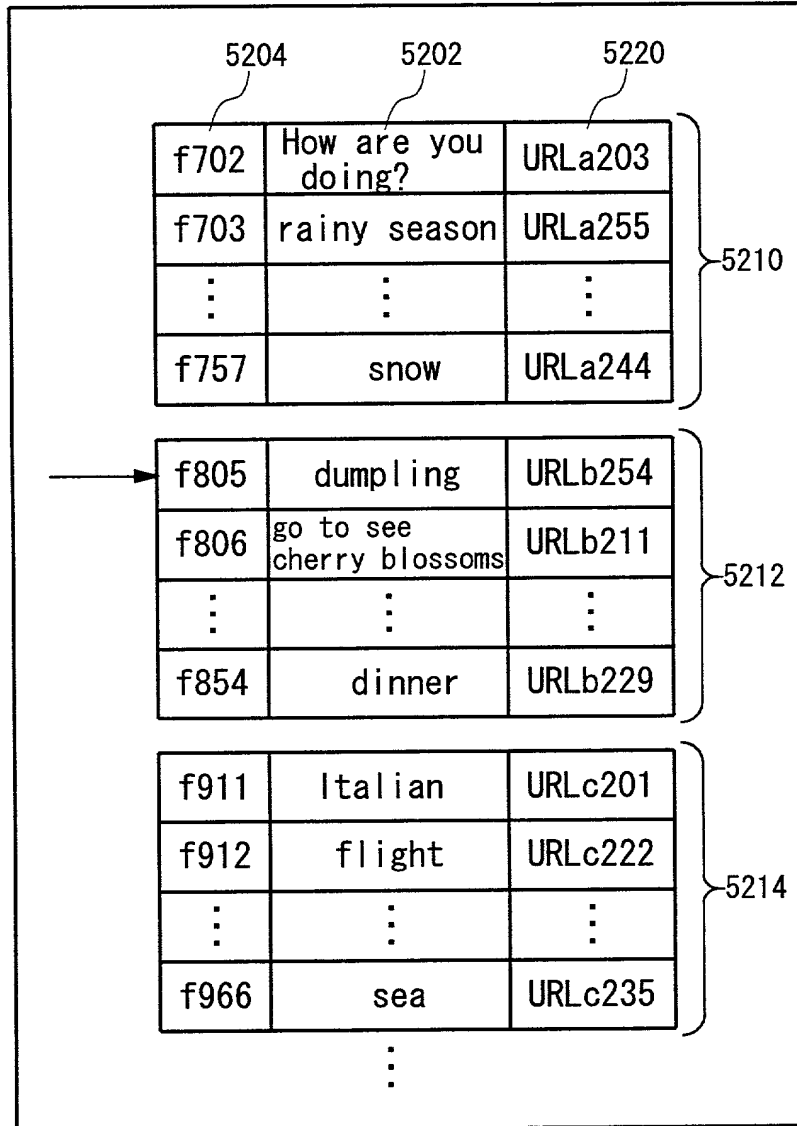 5204 5202 5220
f702 How are you doing? URLa203
f703 rainy season URLa255
⋮ ⋮ ⋮
5210
f757 snow URLa244
f805 dumpling URLb254
f806 go to see cherry blossoms URLb211
⋮ ⋮ ⋮
5212
f854 dinner URLb229
f911 Italian URLc201
f912 flight URLc222
⋮ ⋮ ⋮
5214
f966 sea URLc235
⋮